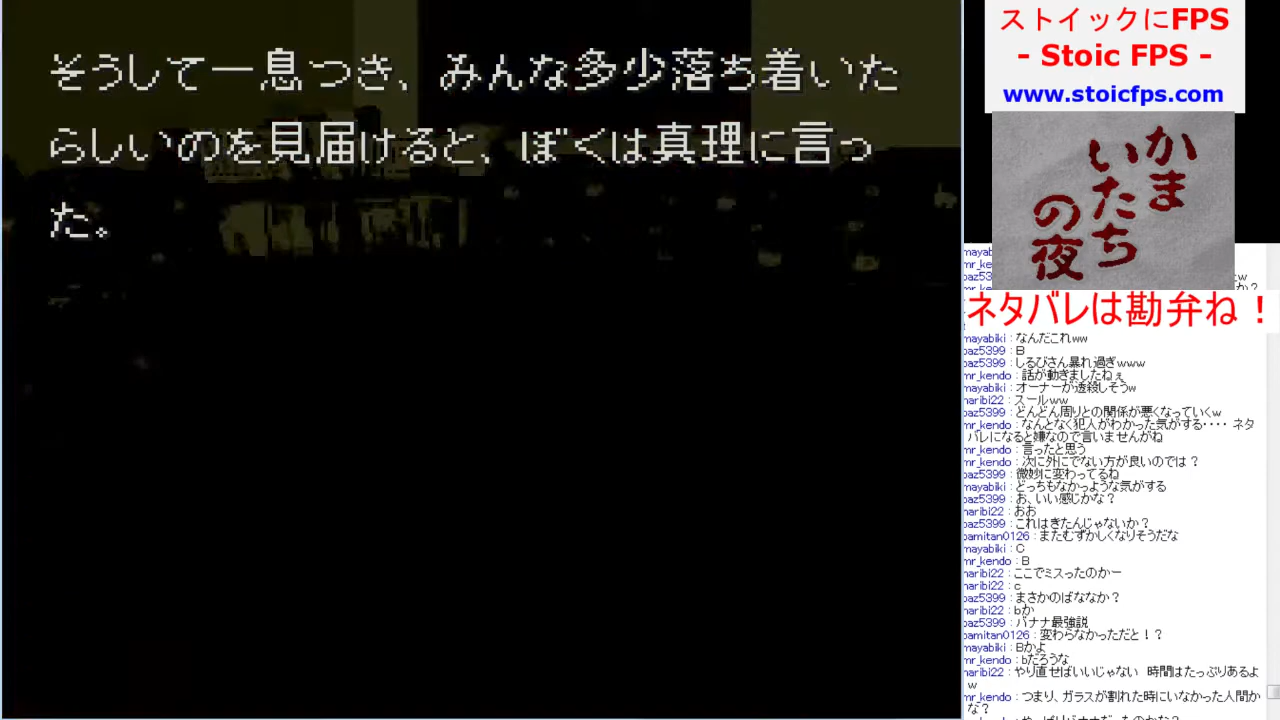 そうして一息つき、みんな多少落ち着いた
らしいのを見届けると、ぼくは真理に言っ
た。
ストイックにFPS
- Stoic FPS -
www.stoicfps.com
かま
いたち
の夜
ネタバレは勘弁ね！
mayabiki：なんだこれww
paz5399：B
paz5399：しるびさん暴れ過ぎwww
mr_kendo：話が動きましたねぇ
mayabiki：オーナーが透殺しそうw
naribi22：スールww
paz5399：どんどん周りとの関係が悪くなっていくw
mr_kendo：なんとなく犯人がわかった気がする････ ネタ
バレになると嫌なので言いませんがね
mr_kendo：言ったと思う
mr_kendo：次に外にでない方が良いのでは？
paz5399：微妙に変わってるね
mayabiki：どっちもなかっような気がする
paz5399：お、いい感じかな？
naribi22：おお
paz5399：これはきたんじゃないか？
pamitan0126：またむずかしくなりそうだな
mayabiki：C
mr_kendo：B
naribi22：ここでミスったのかー
naribi22：c
paz5399：まさかのばななか？
naribi22：bか
paz5399：バナナ最強説
pamitan0126：変わらなかっただと！？
mayabiki：Bかよ
mr_kendo：bだろうな
naribi22：やり直せばいいじゃない　時間はたっぷりあるよ
w
mr_kendo：つまり、ガラスが割れた時にいなかった人間か
な？